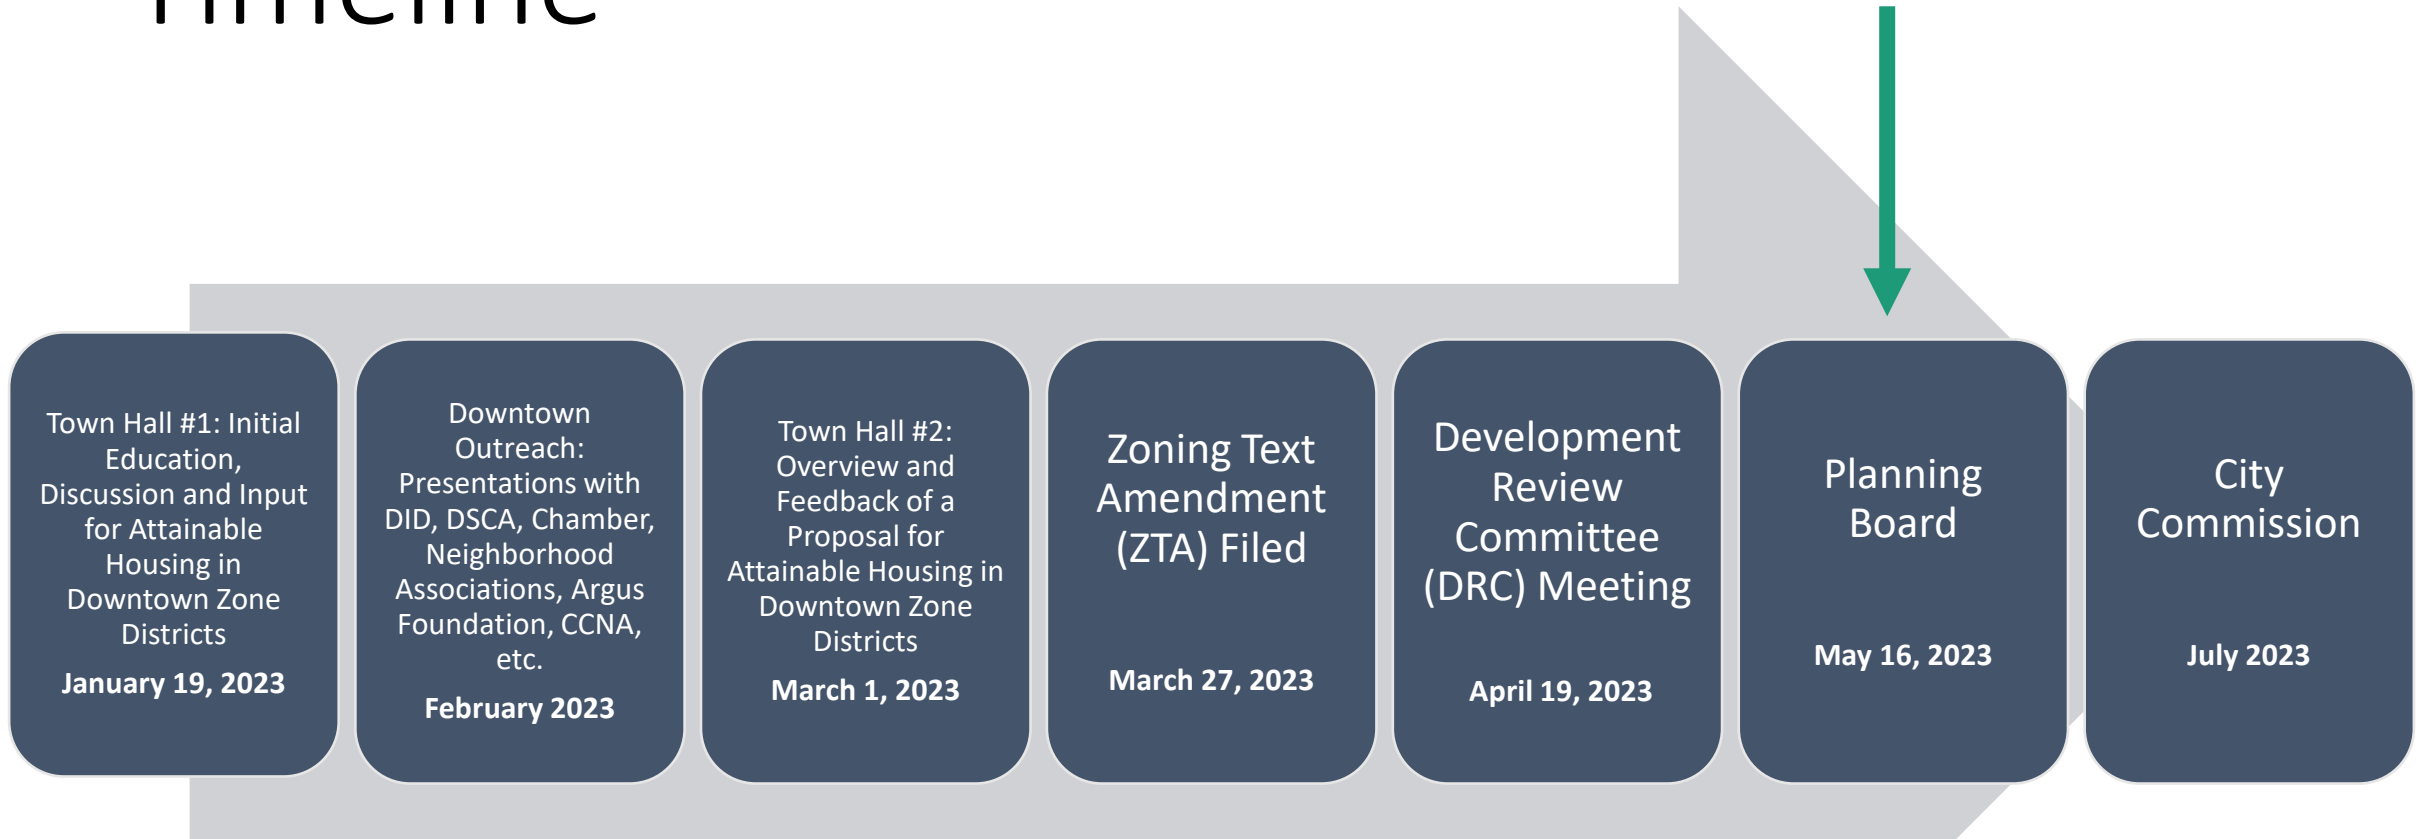 Timeline
Town Hall #1: Initial
Education,
Discussion and Input
for Attainable
Housing in
Downtown Zone
Districts
January 19, 2023
Downtown
Outreach:
Presentations with
DID, DSCA, Chamber,
Neighborhood
Associations, Argus
Foundation, CCNA,
etc.
February 2023
Town Hall #2:
Overview and
Feedback of a
Proposal for
Attainable Housing in
Downtown Zone
Districts
March 1, 2023
Zoning Text
Amendment
(ZTA) Filed
March 27, 2023
Development
Review
Committee
(DRC) Meeting
April 19, 2023
Planning
Board
May 16, 2023
City
Commission
July 2023